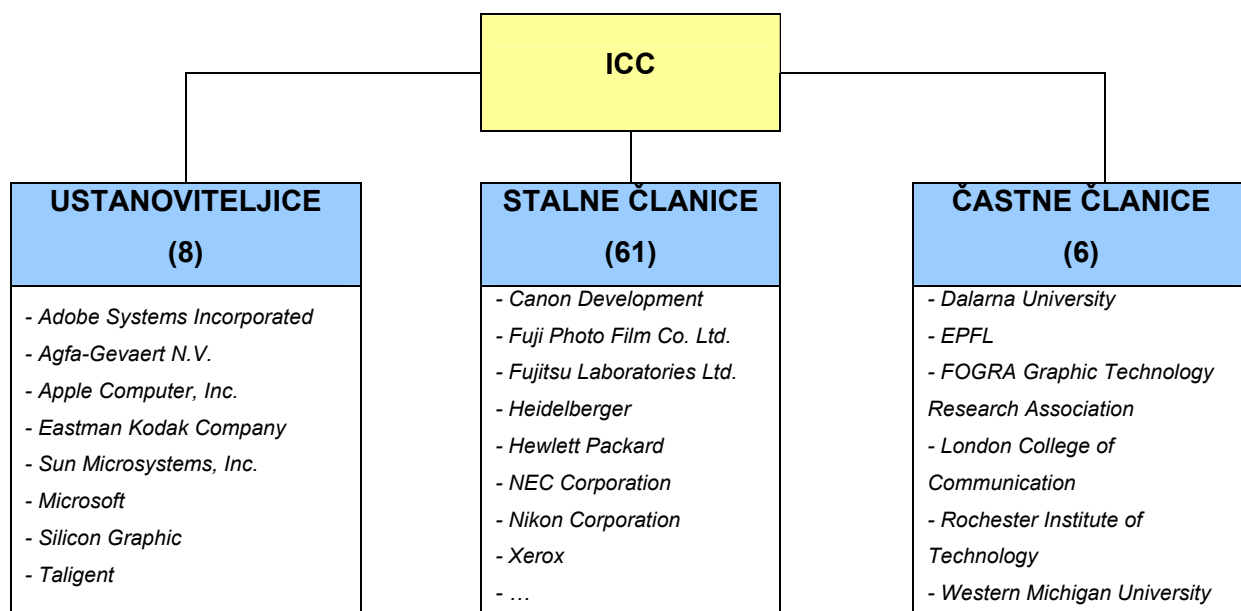 ICC
USTANOVITELJICE
(8)
- Adobe Systems Incorporated
- Agfa-Gevaert N.V.
- Apple Computer, Inc.
- Eastman Kodak Company
- Sun Microsystems, Inc.
- Microsoft
- Silicon Graphic
- Taligent
STALNE ČLANICE
(61)
- Canon Development
- Fuji Photo Film Co. Ltd.
- Fujitsu Laboratories Ltd.
- Heidelberger
- Hewlett Packard
- NEC Corporation
- Nikon Corporation
- Xerox
- …
ČASTNE ČLANICE
(6)
- Dalarna University
- EPFL
- FOGRA Graphic Technology
Research Association
- London College of
Communication
- Rochester Institute of
Technology
- Western Michigan University